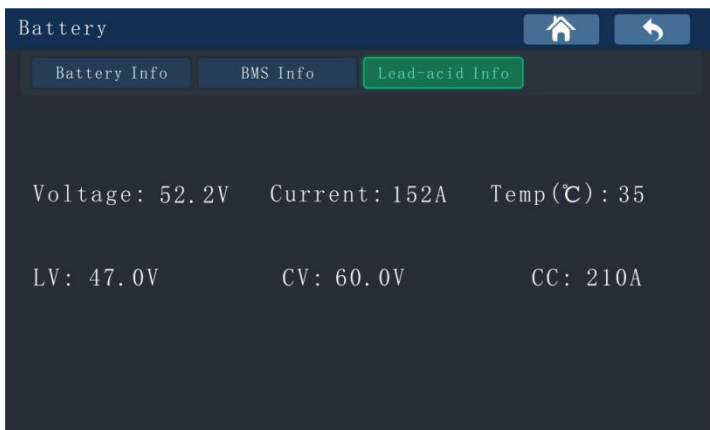 Battery
Battery Info BMS Info Lead-acid Info
Voltage: 52.2V Current: 152A Temp(℃): 35
LV: 47.0V CV: 60.0V CC: 210A